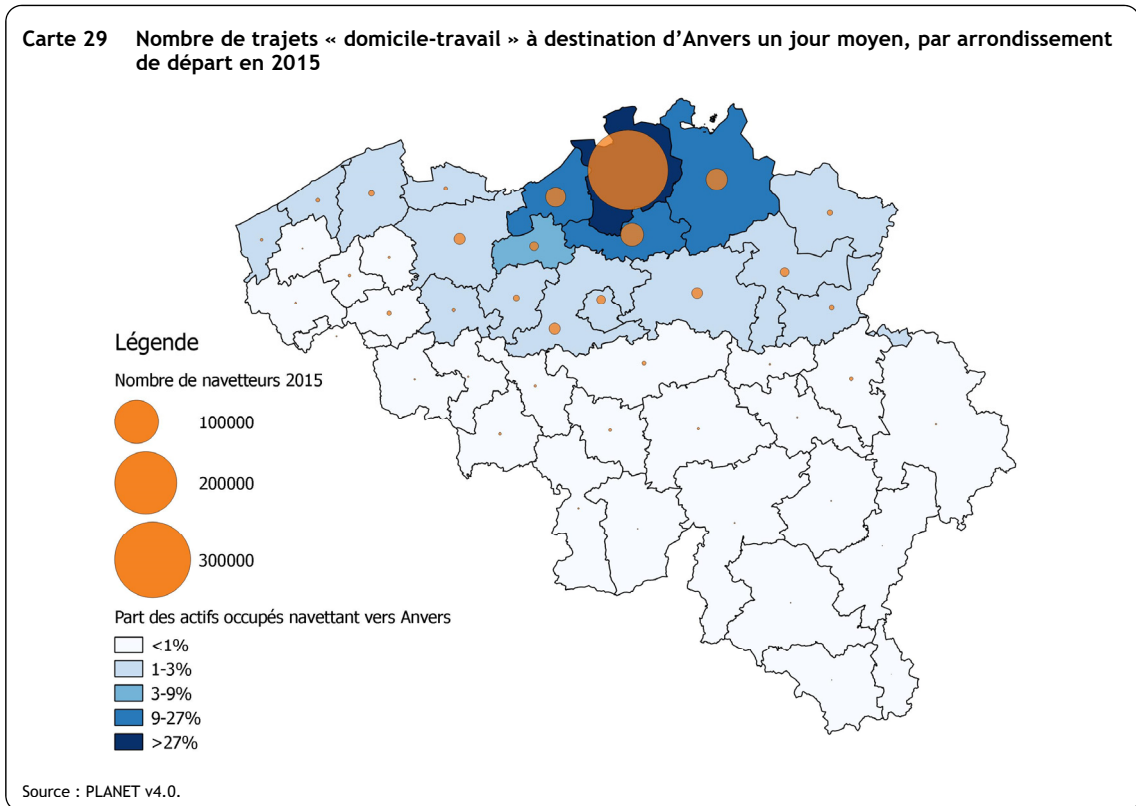 Carte 29 Nombre de trajets « domicile-travail » à destination d’Anvers un jour moyen, par arrondissement
de départ en 2015
Légende
Nombre de navetteurs 2015
100000
200000
300000
Part des actifs occupés navettant vers Anvers
<1%
1-3%
3-9%
9-27%
>27%
Source : PLANET v4.0.